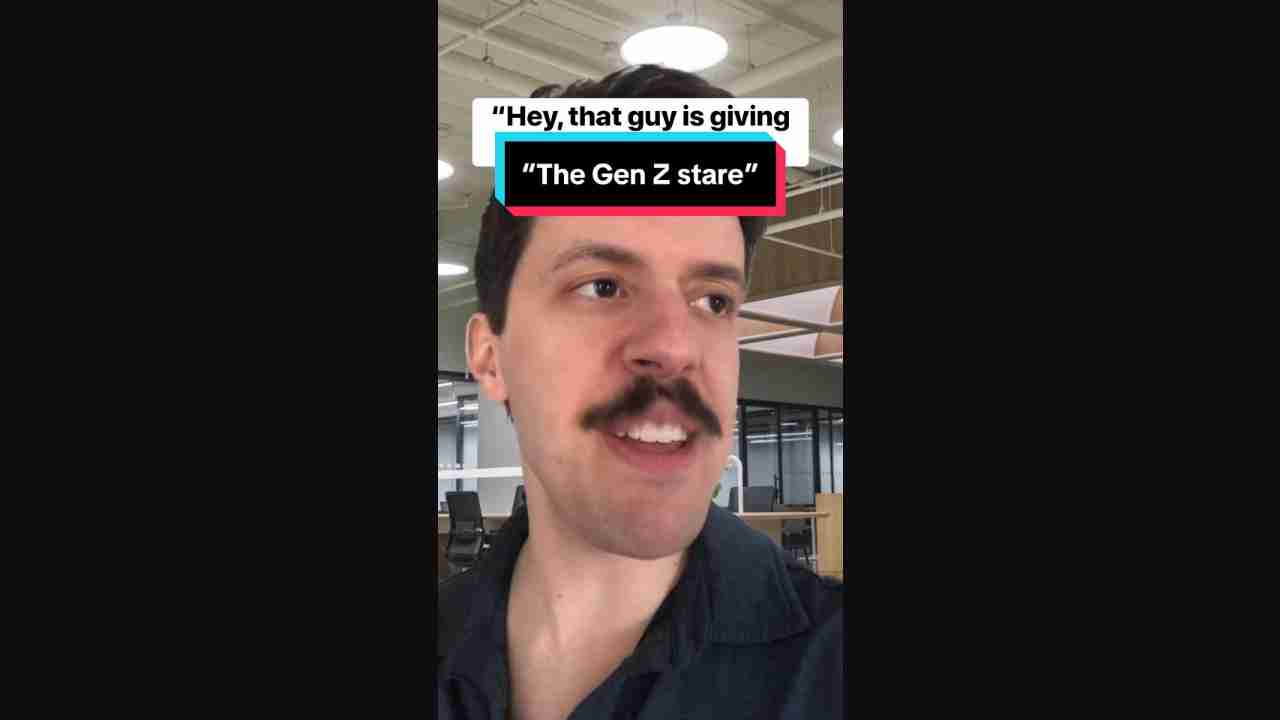 “Hey, that guy is giving
“The Gen Z stare”